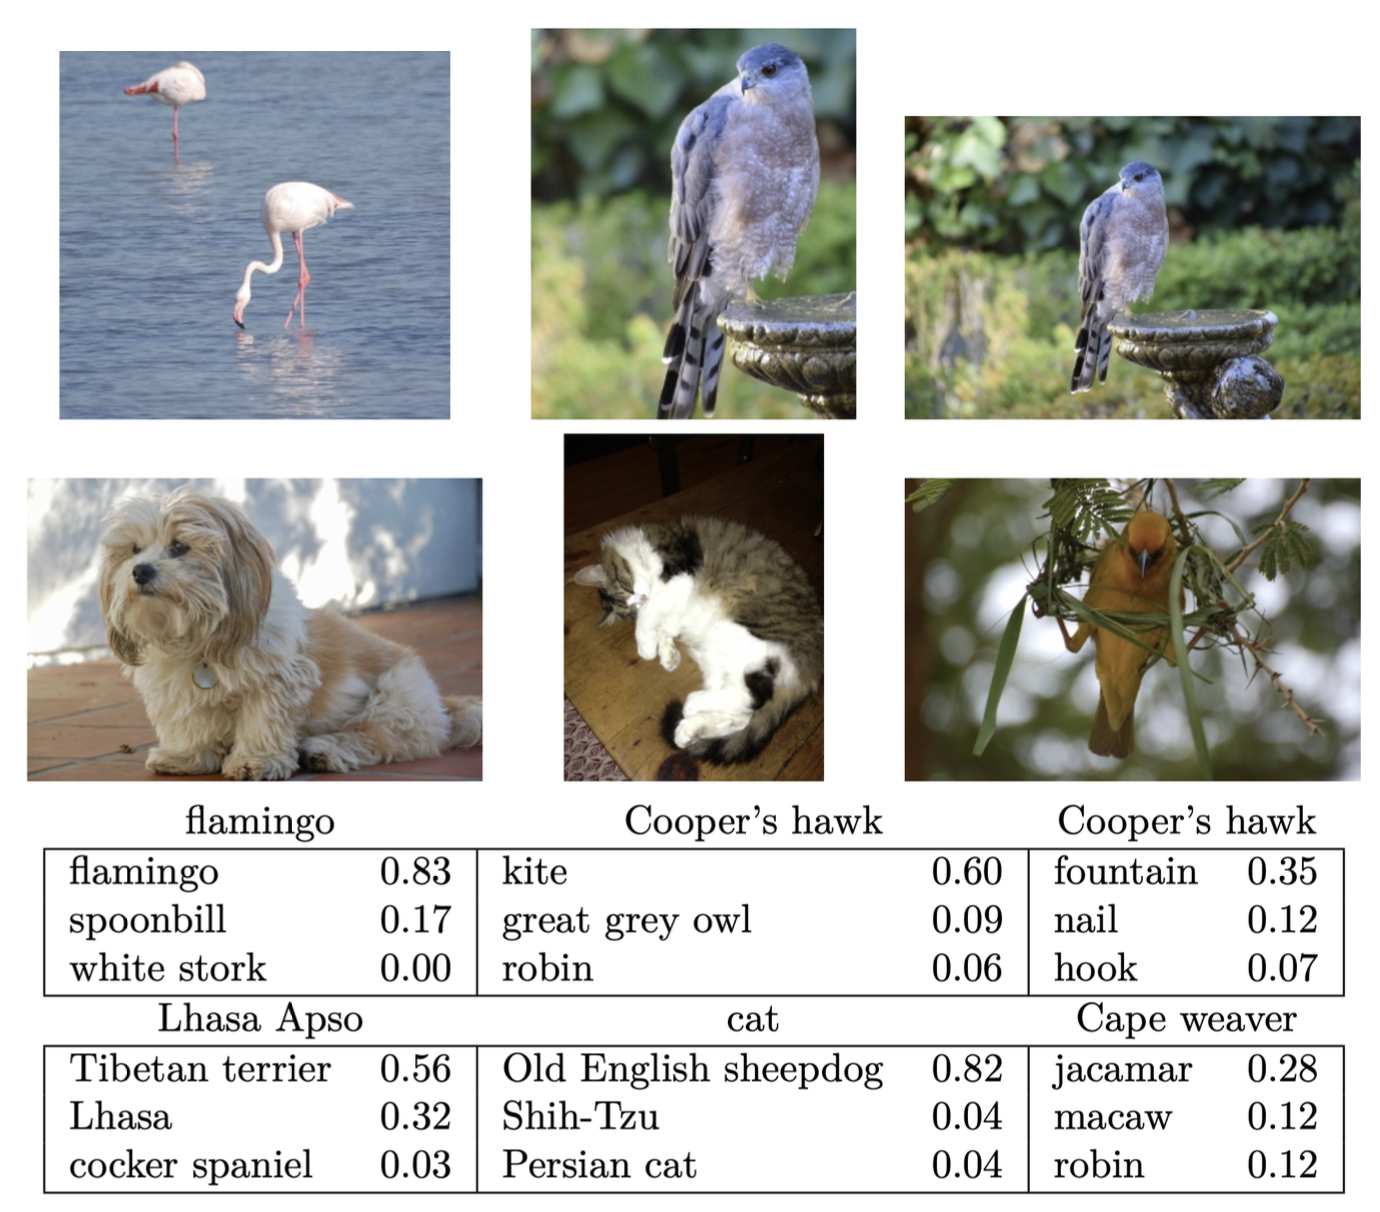 flamingo Cooper's hawk Cooper's hawk
flamingo 0.83 kite 0.60 fountain 0.35
spoonbill 0.17 great grey owl 0.09 nail 0.12
white stork 0.00 robin 0.06 hook 0.07
Lhasa Apso cat Cape weaver
Tibetan terrier 0.56 Old English sheepdog 0.82 jacamar 0.28
Lhasa 0.32 Shih-Tzu 0.04 macaw 0.12
cocker spaniel 0.03 Persian cat 0.04 robin 0.12